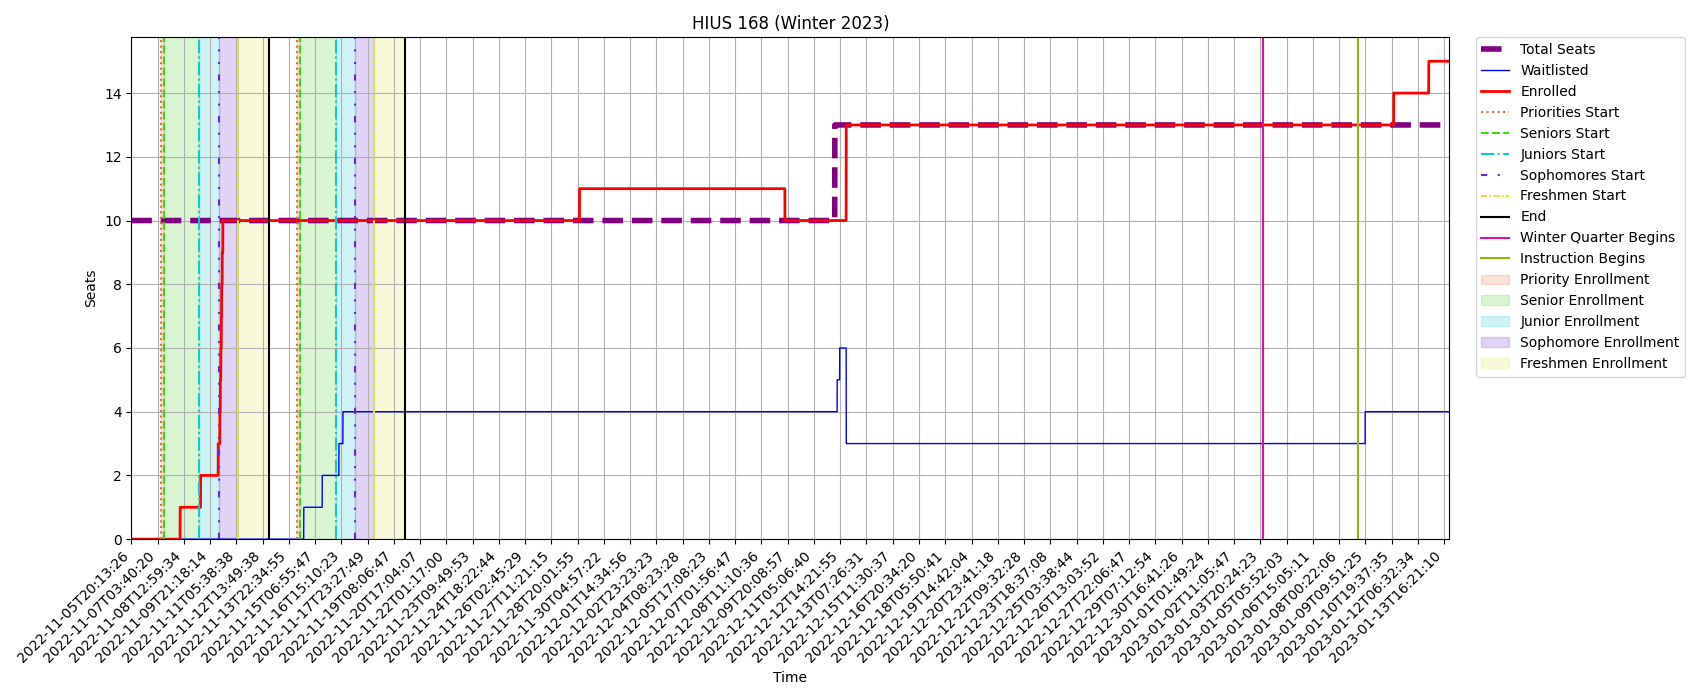 HIUS 168 (Winter 2023)
Seats
14
12
10
8
6
4
2
0
2022-11-05T20:13:26
2022-11-07T03:40:20
2022-11-08T12:59:34
2022-11-09T21:18:14
2022-11-11T05:38:38
2022-11-12T13:49:38
2022-11-13T22:34:55
2022-11-15T06:55:47
2022-11-16T15:10:23
2022-11-17T23:27:49
2022-11-19T08:06:47
2022-11-20T17:04:07
2022-11-22T01:17:00
2022-11-23T09:49:53
2022-11-24T18:22:44
2022-11-26T02:45:29
2022-11-27T11:21:15
2022-11-28T20:01:55
2022-11-30T04:57:22
2022-12-01T14:34:56
2022-12-02T23:23:23
2022-12-04T08:23:28
2022-12-05T17:08:23
2022-12-07T01:56:47
2022-12-08T11:10:36
2022-12-09T20:08:57
2022-12-11T05:06:40
2022-12-12T14:21:55
2022-12-13T07:26:31
2022-12-15T11:30:37
2022-12-16T20:34:20
2022-12-18T05:50:41
2022-12-19T14:42:04
2022-12-20T23:41:18
2022-12-22T09:32:28
2022-12-23T18:37:08
2022-12-25T03:38:44
2022-12-26T13:03:52
2022-12-27T22:06:47
2022-12-29T07:12:54
2022-12-30T16:41:26
2023-01-01T01:49:24
2023-01-02T11:05:47
2023-01-03T20:24:23
2023-01-05T05:52:03
2023-01-06T15:05:11
2023-01-08T00:22:06
2023-01-09T09:51:25
2023-01-10T19:37:35
2023-01-12T06:32:34
2023-01-13T16:21:10
Time
Total Seats
Waitlisted
Enrolled
Priorities Start
Seniors Start
Juniors Start
Sophomores Start
Freshmen Start
End
Winter Quarter Begins
Instruction Begins
Priority Enrollment
Senior Enrollment
Junior Enrollment
Sophomore Enrollment
Freshmen Enrollment